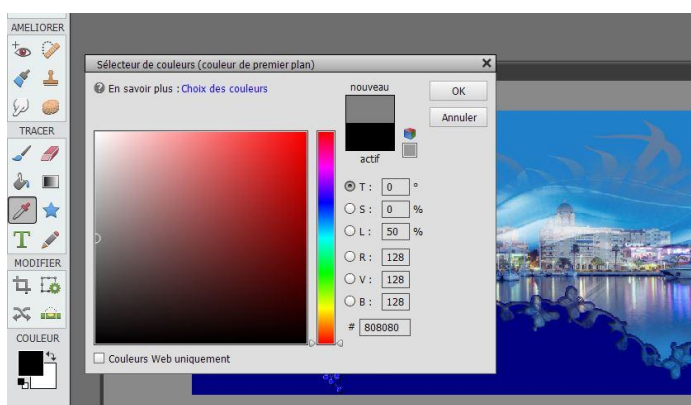 AMELIORER
Sélecteur de couleurs (couleur de premier plan)
En savoir plus : Choix des couleurs
nouveau
OK
Annuler
actif
TRACER
T
T : 0 °
S : 0 %
L : 50 %
R : 128
V : 128
B : 128
# 808080
Couleurs Web uniquement
MODIFIER
COULEUR